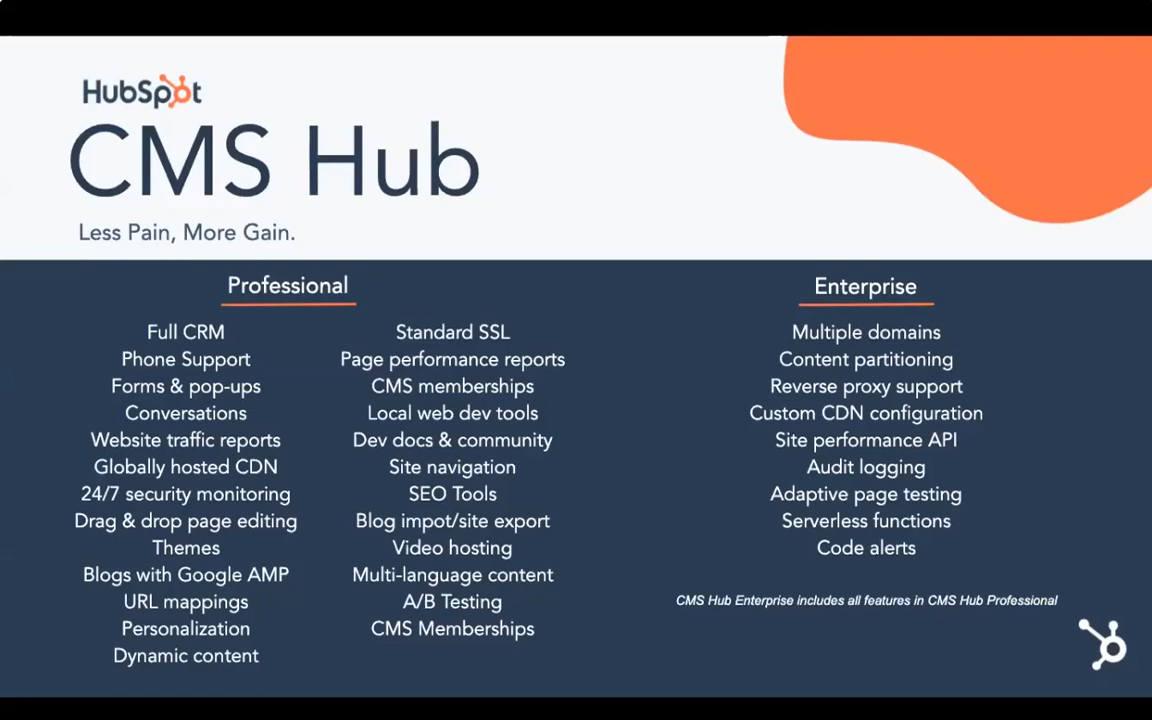 HubSpot
CMS Hub
Less Pain, More Gain.
Professional
Full CRM
Phone Support
Forms & pop-ups
Conversations
Website traffic reports
Globally hosted CDN
24/7 security monitoring
Drag & drop page editing
Themes
Blogs with Google AMP
URL mappings
Personalization
Dynamic content
Standard SSL
Page performance reports
CMS memberships
Local web dev tools
Dev docs & community
Site navigation
SEO Tools
Blog impot/site export
Video hosting
Multi-language content
A/B Testing
CMS Memberships
Enterprise
Multiple domains
Content partitioning
Reverse proxy support
Custom CDN configuration
Site performance API
Audit logging
Adaptive page testing
Serverless functions
Code alerts
CMS Hub Enterprise includes all features in CMS Hub Professional